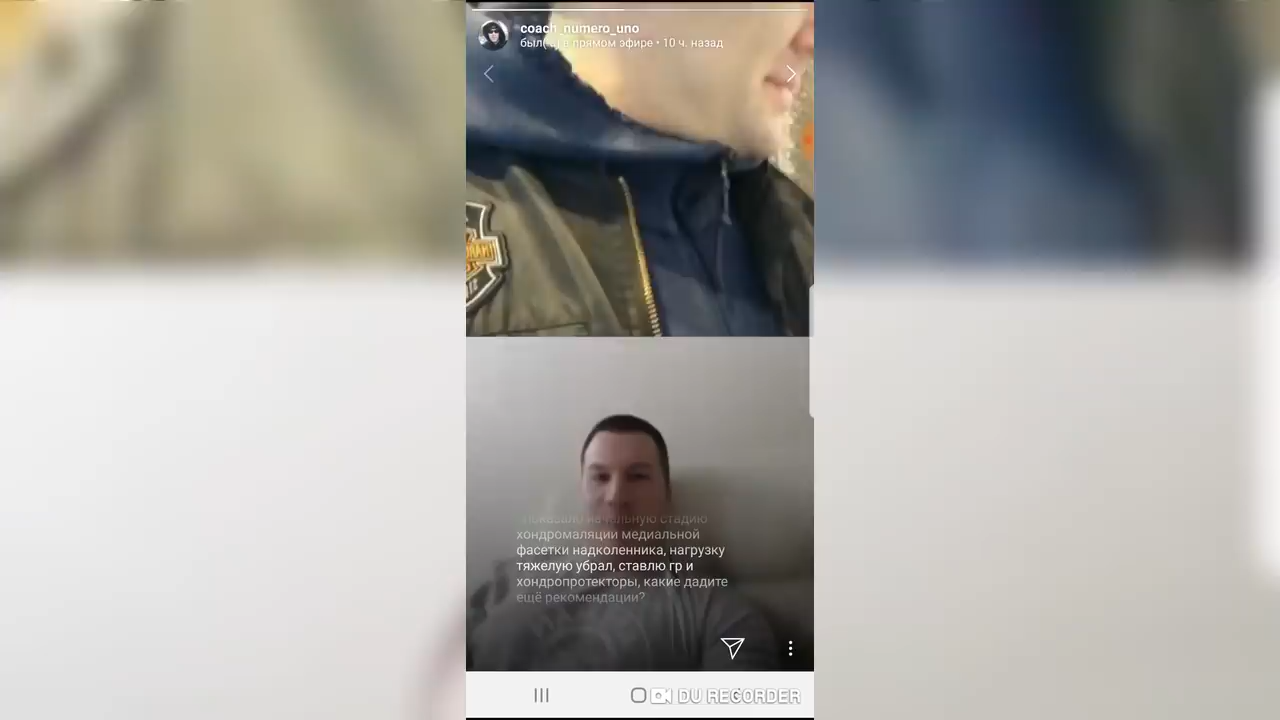 coach_numero_uno
был(-а) в прямом эфире • 10 ч. назад
начальную стадию
хондромаляции медиальной
фасетки надколенника, нагрузку
тяжелую убрал, ставлю гр и
хондропротекторы, какие дадите
ещё рекомендации?
DU RECORDER